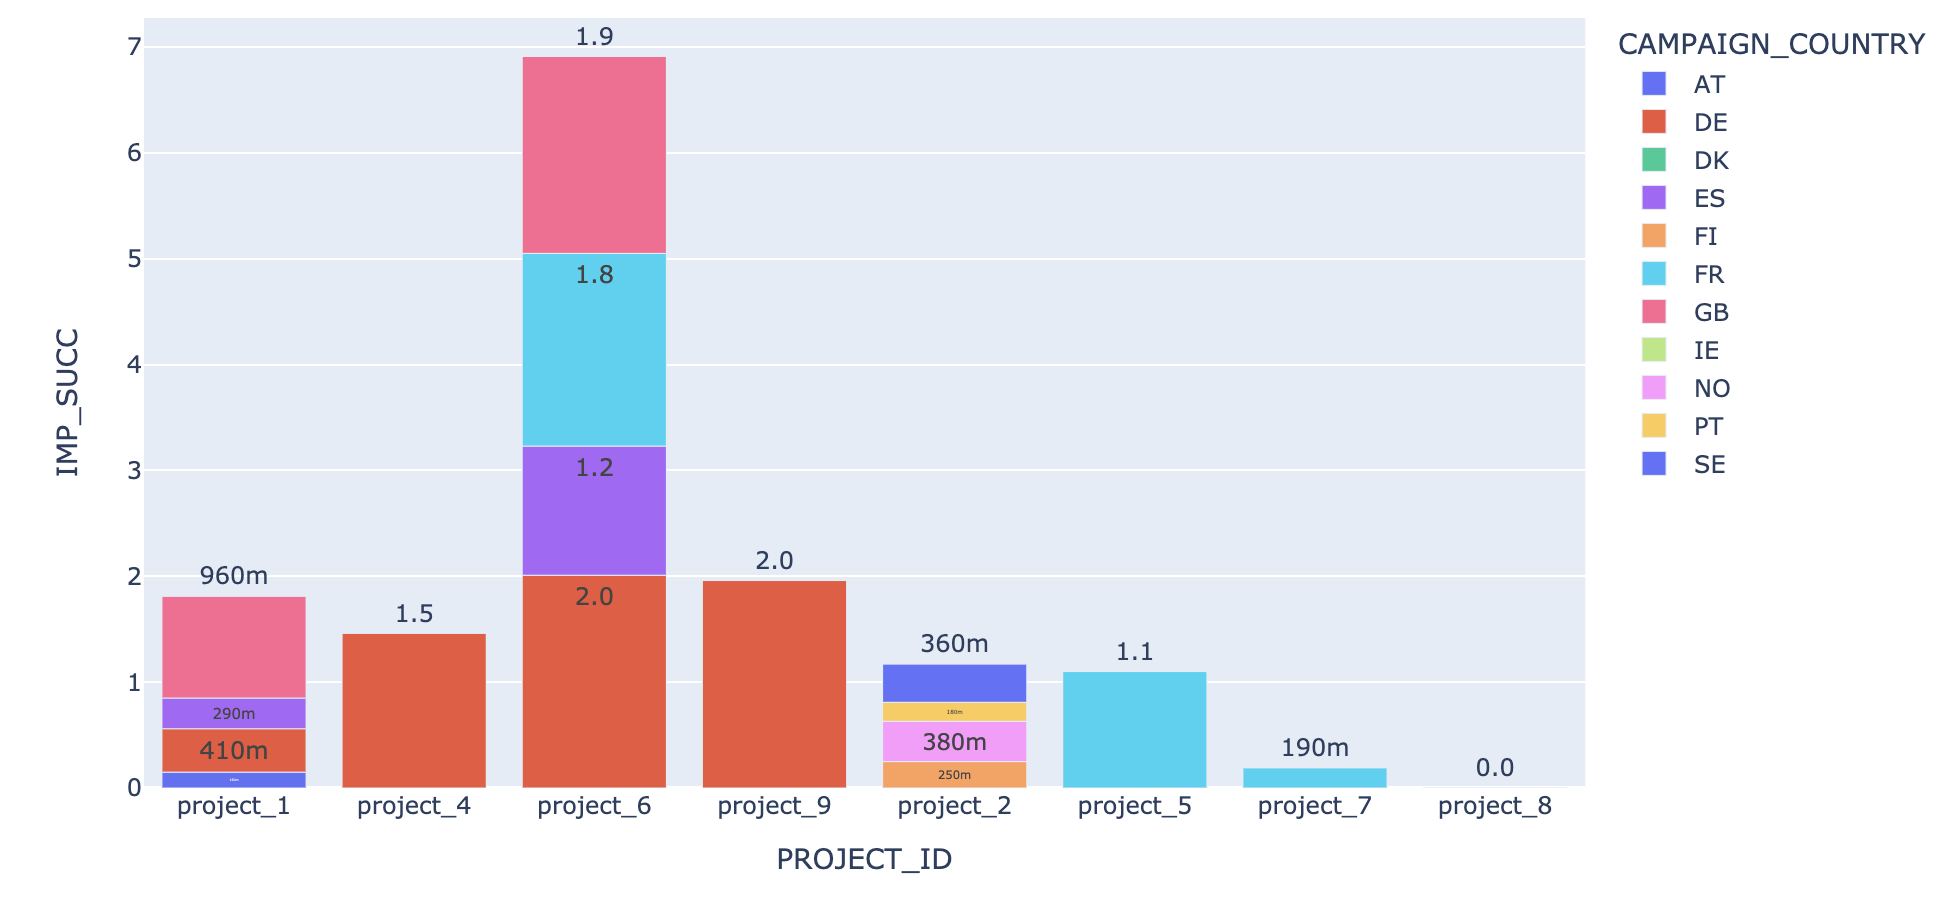 CAMPAIGN_COUNTRY
AT
DE
DK
ES
FI
FR
GB
IE
NO
PT
SE
IMP_SUCC
7
6
5
4
3
2
1
0
960m
290m
410m
1.5
1.9
1.8
1.2
2.0
2.0
360m
180m
380m
250m
1.1
190m
0.0
project_1
project_4
project_6
project_9
project_2
project_5
project_7
project_8
PROJECT_ID